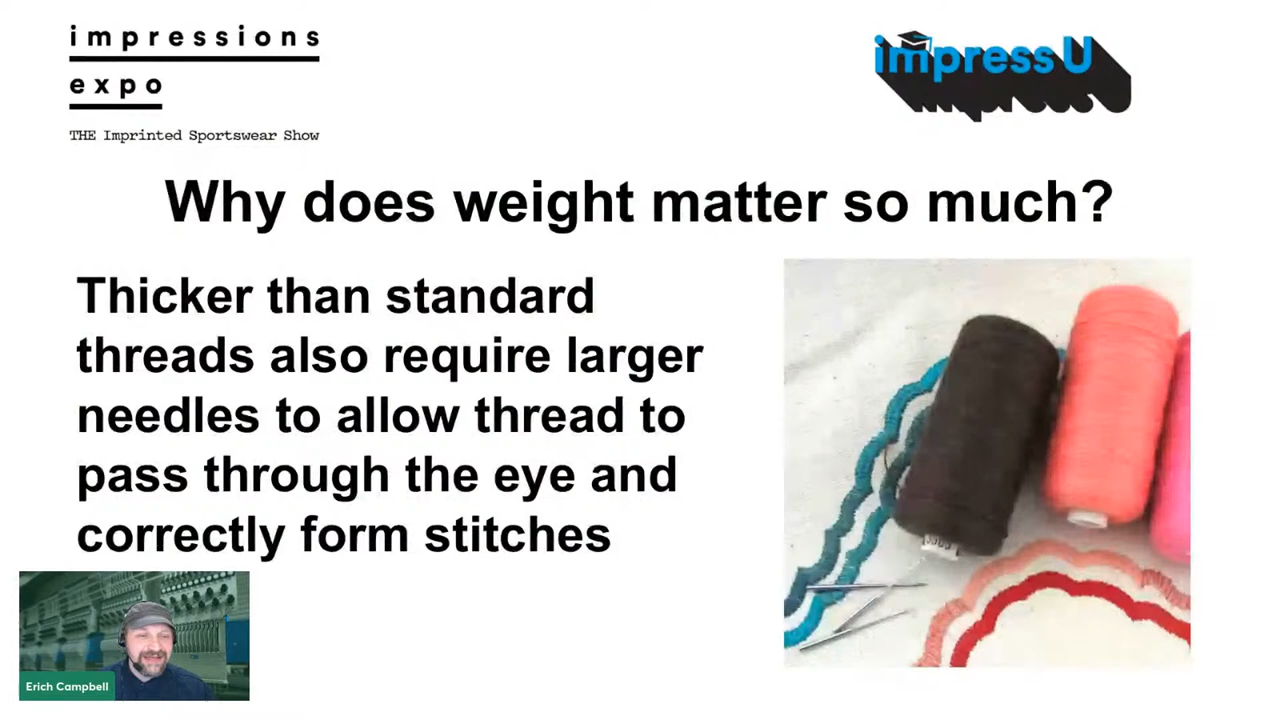 impressions
expo
THE Imprinted Sportswear Show
impress U
Why does weight matter so much?
Thicker than standard
threads also require larger
needles to allow thread to
pass through the eye and
correctly form stitches
Erich Campbell